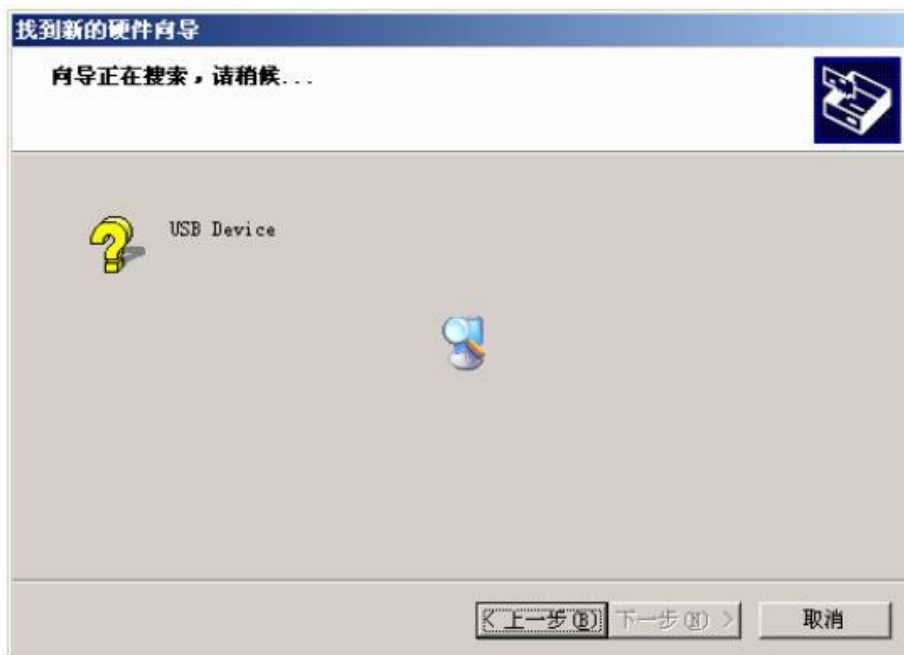 找到新的硬件向导
向导正在搜索，请稍候...
USB Device
< 上一步(B) 下一步(N) > 取消